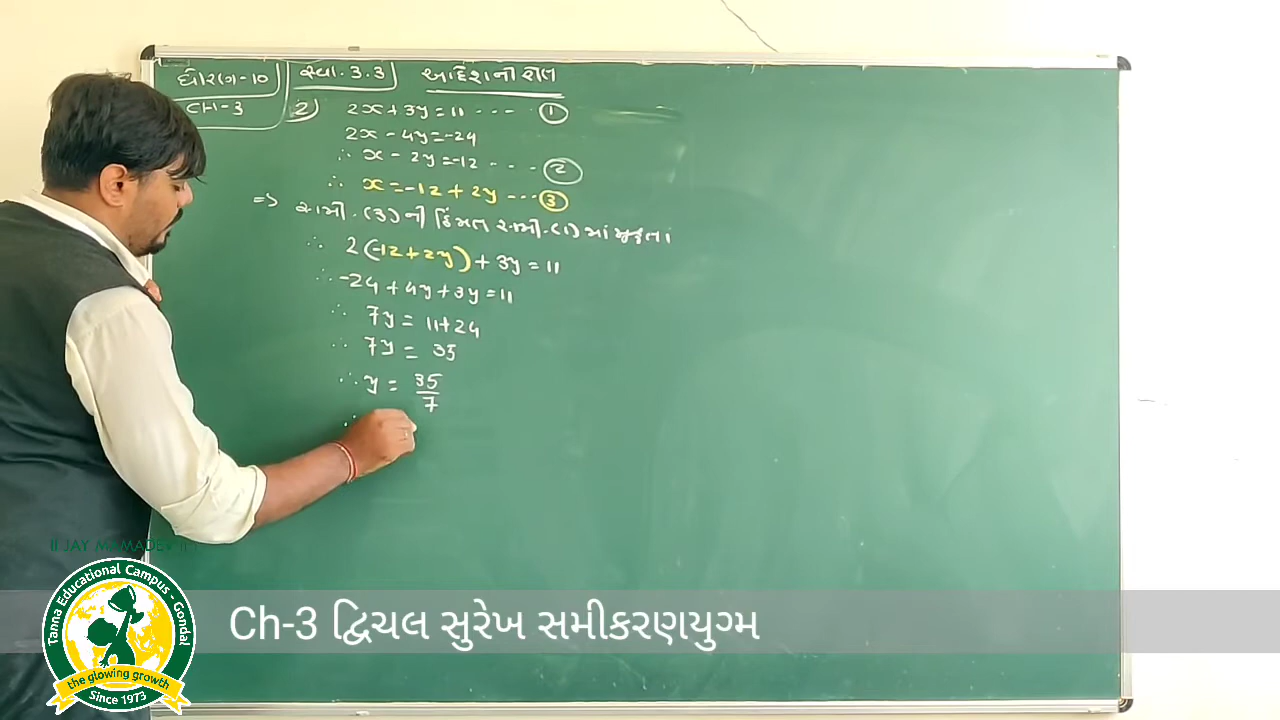 ધોરણ-10
CH-3
સ્વા. 3.3
આદેશની રીત
2) 2x + 3y = 11 ---- ①
2x - 4y = -24
∴ x - 2y = -12 ---- ②
∴ x = -12 + 2y --- ③
=> સમી. (3) ની કિંમત સમી. (1) માં મુકતાં
∴ 2(-12 + 2y) + 3y = 11
∴ -24 + 4y + 3y = 11
∴ 7y = 11 + 24
∴ 7y = 35
∴ y = 35/7
∴
|| JAY MAMADEV ||
Tanna Educational Campus - Gondal
the glowing growth
Since 1973
Ch-3 દ્વિચલ સુરેખ સમીકરણયુગ્મ